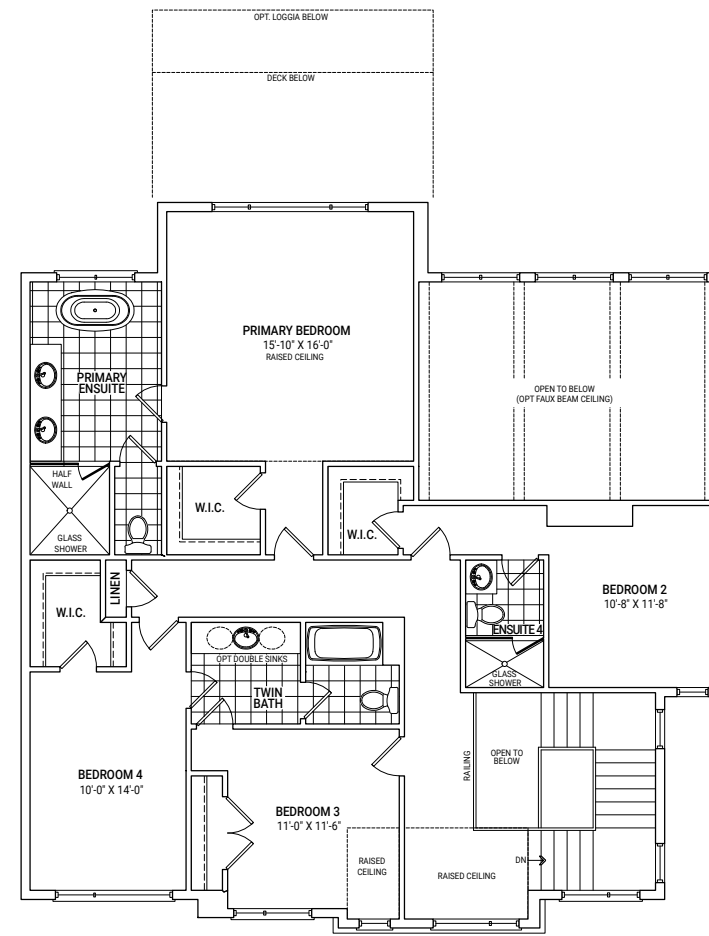 OPT. LOGGIA BELOW
DECK BELOW
PRIMARY BEDROOM
15'-10" X 16'-0"
RAISED CEILING
PRIMARY
ENSUITE
OPEN TO BELOW
(OPT FAUX BEAM CEILING)
HALF
WALL
GLASS
SHOWER
W.I.C.
W.I.C.
W.I.C.
LINEN
BEDROOM 2
10'-8" X 11'-8"
ENSUITE 4
GLASS
SHOWER
OPT DOUBLE SINKS
TWIN
BATH
RAILING
OPEN TO
BELOW
BEDROOM 4
10'-0" X 14'-0"
BEDROOM 3
11'-0" X 11'-6"
RAISED
CEILING
RAISED CEILING
DN